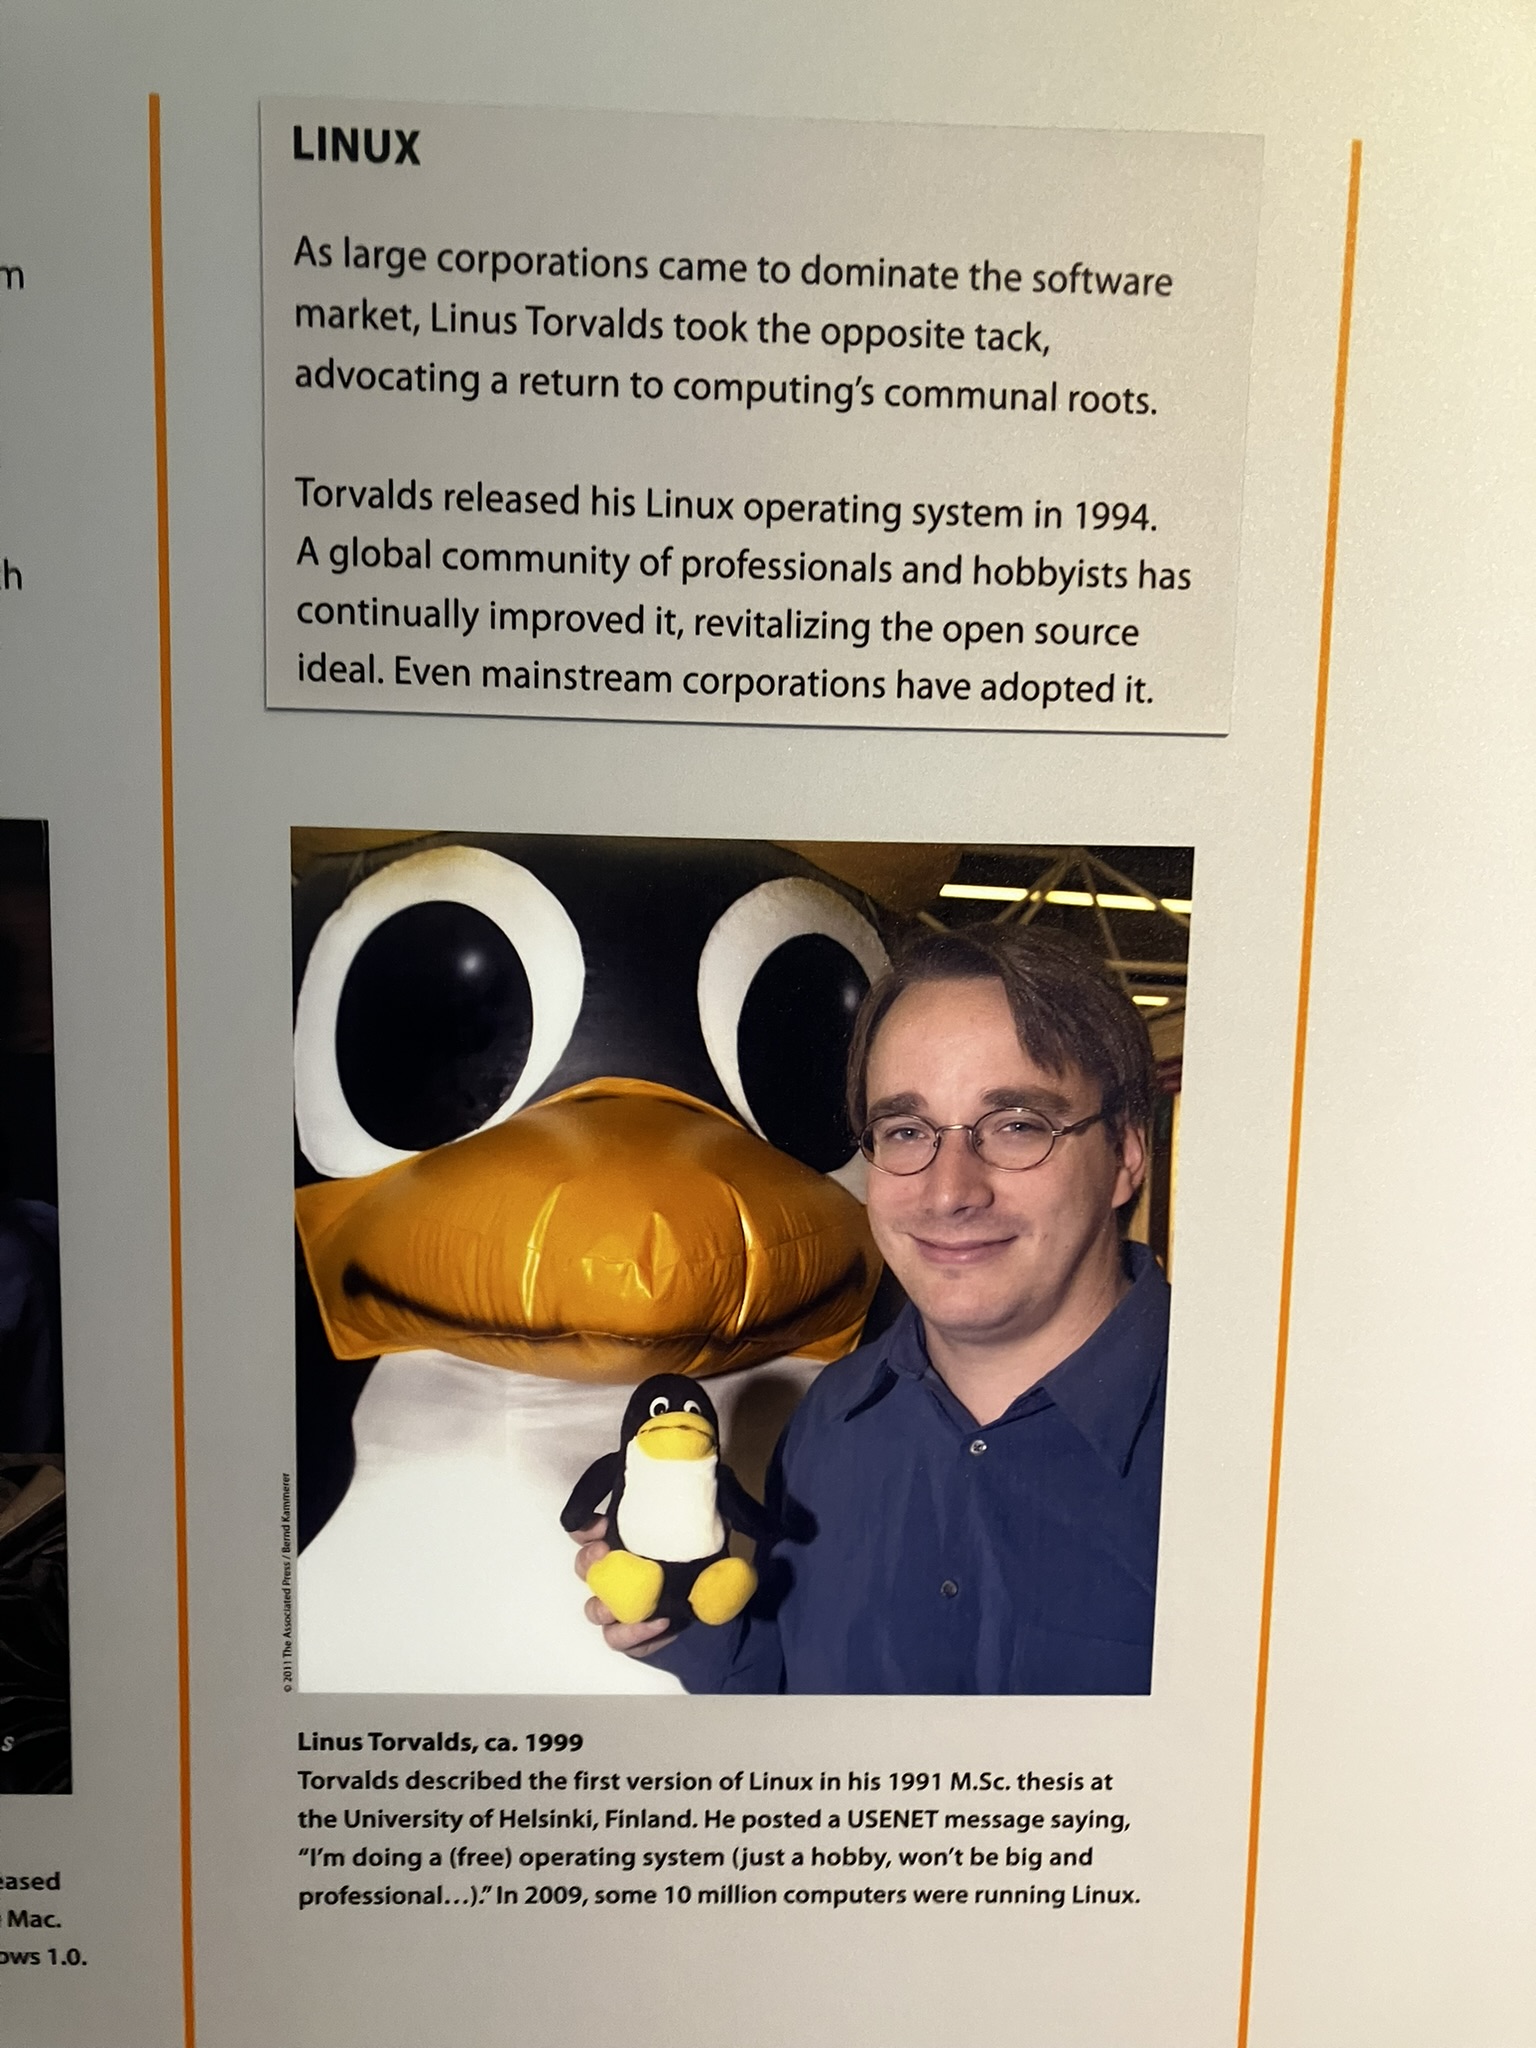 LINUX
As large corporations came to dominate the software
market, Linus Torvalds took the opposite tack,
advocating a return to computing's communal roots.
Torvalds released his Linux operating system in 1994.
A global community of professionals and hobbyists has
continually improved it, revitalizing the open source
ideal. Even mainstream corporations have adopted it.
© 2011 The Associated Press / Bernd Kammerer
Linus Torvalds, ca. 1999
Torvalds described the first version of Linux in his 1991 M.Sc. thesis at
the University of Helsinki, Finland. He posted a USENET message saying,
“I'm doing a (free) operating system (just a hobby, won't be big and
professional…).” In 2009, some 10 million computers were running Linux.
Mac.
1.0.